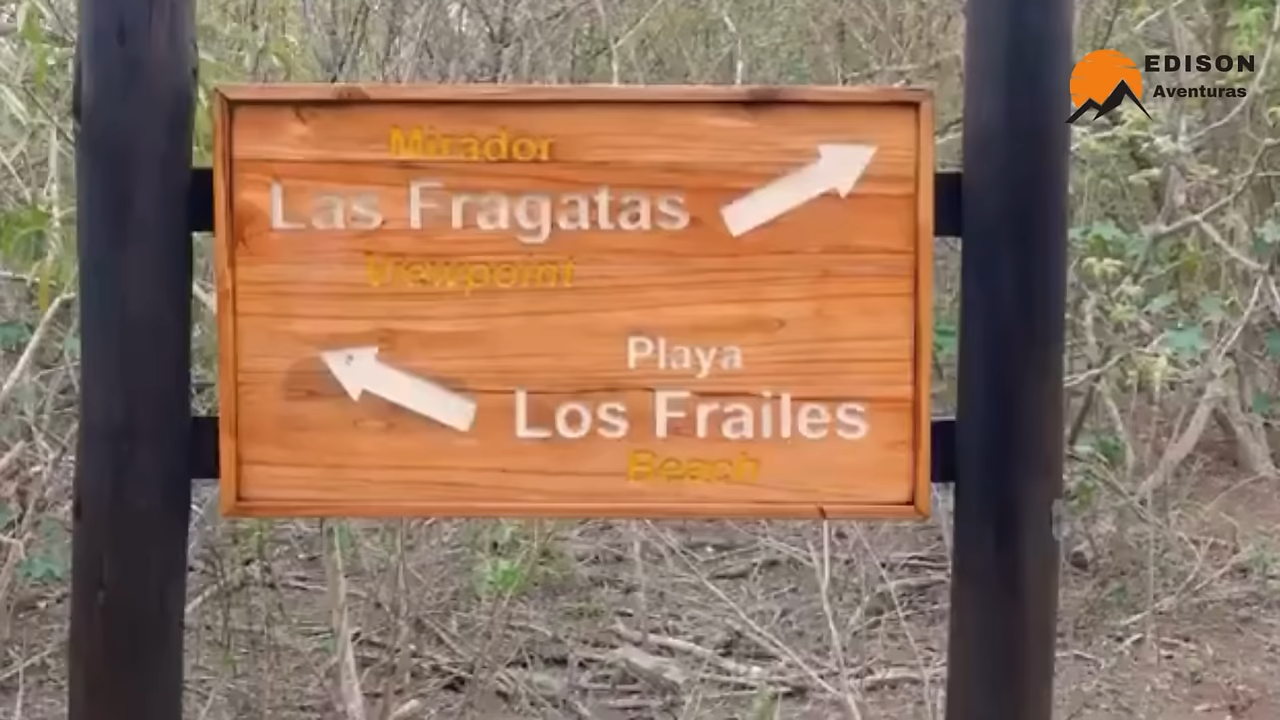 EDISON
Aventuras
Mirador
Las Fragatas
Viewpoint
Playa
Los Frailes
Beach